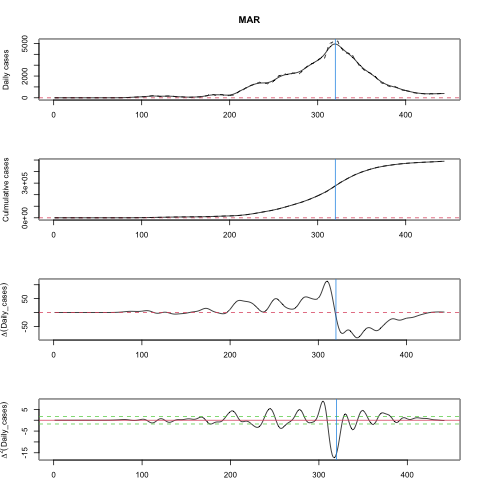 MAR
Daily cases
0 2000 5000
0 100 200 300 400
Culmulative cases
0e+00 3e+05
0 100 200 300 400
Δ(Daily_cases)
-50 50
0 100 200 300 400
Δ²(Daily_cases)
-15 -5 5
0 100 200 300 400